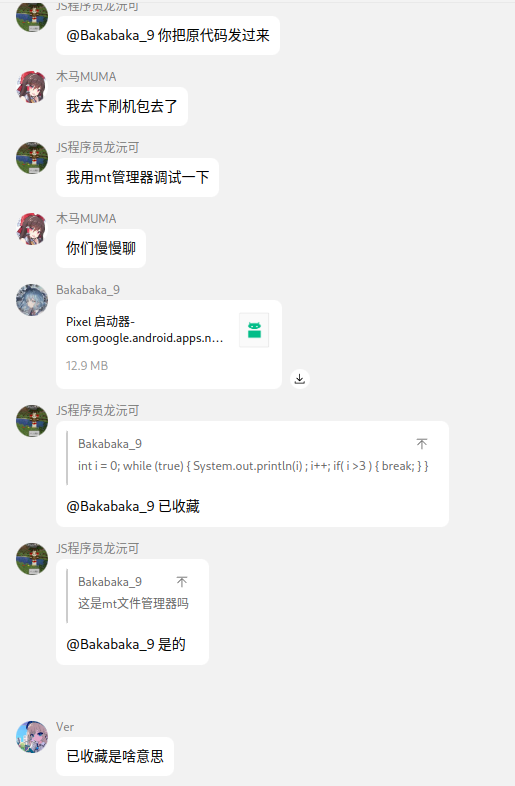 JS程序员龙沅可
@Bakabaka_9 你把原代码发过来
木马MUMA
我去下刷机包去了
JS程序员龙沅可
我用mt管理器调试一下
木马MUMA
你们慢慢聊
Bakabaka_9
Pixel 启动器-
com.google.android.apps.n...
12.9 MB
JS程序员龙沅可
Bakabaka_9
int i = 0; while (true) { System.out.println(i) ; i++; if( i >3 ) { break; } }
@Bakabaka_9 已收藏
JS程序员龙沅可
Bakabaka_9
这是mt文件管理器吗
@Bakabaka_9 是的
Ver
已收藏是啥意思